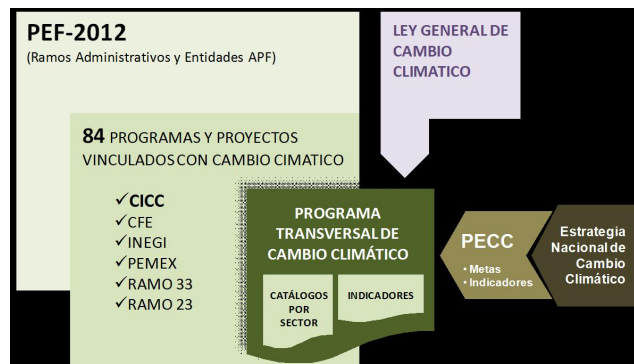 PEF-2012
(Ramos Administrativos y Entidades APF)
LEY GENERAL DE
CAMBIO
CLIMATICO
84 PROGRAMAS Y PROYECTOS
VINCULADOS CON CAMBIO CIMATICO
✓CICC
✓CFE
✓INEGI
✓PEMEX
✓RAMO 33
✓RAMO 23
PROGRAMA
TRANSVERSAL DE
CAMBIO CLIMÁTICO
CATÁLOGOS
POR
SECTOR
INDICADORES
PECC
• Metas
• Indicadores
Estrategia
Nacional de
Cambio
Climático